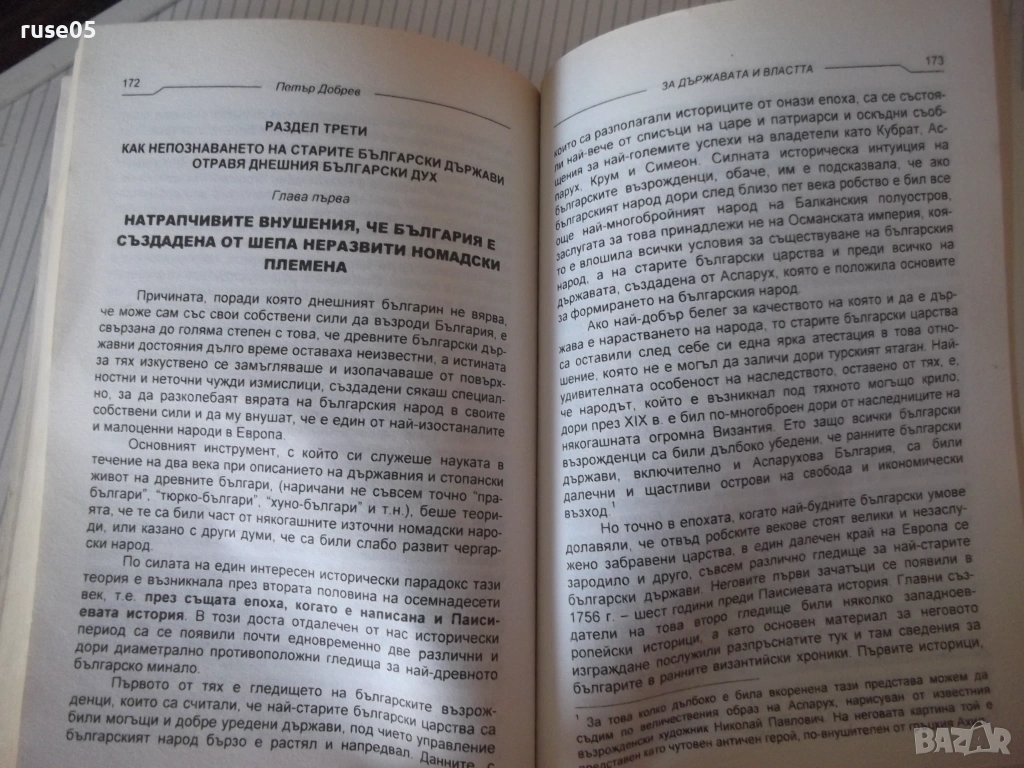 ruse05
172
Петър Добрев
РАЗДЕЛ ТРЕТИ
КАК НЕПОЗНАВАНЕТО НА СТАРИТЕ БЪЛГАРСКИ ДЪРЖАВИ
ОТРАВЯ ДНЕШНИЯ БЪЛГАРСКИ ДУХ
Глава първа
НАТРАПЧИВИТЕ ВНУШЕНИЯ, ЧЕ БЪЛГАРИЯ Е
СЪЗДАДЕНА ОТ ШЕПА НЕРАЗВИТИ НОМАДСКИ
ПЛЕМЕНА
Причината, поради която днешният българин не вярва,
че може сам със свои собствени сили да възроди България, е
свързана до голяма степен с това, че древните български дър-
жавни достояния дълго време оставаха неизвестни, а истината
за тях изкуствено се замъгляваше и изопачаваше от повърх-
ностни и неточни чужди измислици, създадени сякаш специал-
но, за да разколебаят вярата на българския народ в своите
собствени сили и да му внушат, че е един от най-изостаналите
и малоценни народи в Европа.
Основният инструмент, с който си служеше науката в
течение на два века при описанието на държавния и стопански
живот на древните българи, (наричани не съвсем точно “пра-
българи”, “тюрко-българи”, “хуно-българи” и т.н.), беше теори-
ята, че те са били част от някогашните източни номадски наро-
ди, или казано с други думи, че са били слабо развит чергар-
ски народ.
По силата на един интересен исторически парадокс тази
теория е възникнала през втората половина на осемнадесети
век, т.е. през същата епоха, когато е написана и Паиси-
евата история. В този доста отдалечен от нас исторически
период са се появили почти едновременно две различни и
дори диаметрално противоположни гледища за най-древното
българско минало.
Първото от тях е гледището на българските възрож-
денци, които са считали, че най-старите български царства са
били могъщи и добре уредени държави, под чието управление
българският народ бързо е растял и напредвал. Данните, с
ЗА ДЪРЖАВАТА И ВЛАСТТА
173
които са разполагали историците от онази епоха, са се състоя-
ли най-вече от списъци на царе и патриарси и оскъдни съоб-
щения за най-големите успехи на владетели като Кубрат, Ас-
парух, Крум и Симеон. Силната историческа интуиция на
българските възрожденци, обаче, им е подсказвала, че ако
българският народ дори след близо пет века робство е бил все
още най-многобройният народ на Балканския полуостров,
заслугата за това принадлежи не на Османската империя, коя-
то е влошила всички условия за съществуване на българския
народ, а на старите български царства и преди всичко на
държавата, създадена от Аспарух, която е положила основите
за формирането на българския народ.
Ако най-добър белег за качеството на която и да е дър-
жава е нарастването на народа, то старите български царства
са оставили след себе си една ярка атестация в това отно-
шение, която не е могъл да заличи дори турският ятаган. Най-
удивителната особеност на наследството, оставено от тях, е,
че народът, който е възникнал под тяхното могъщо крило,
дори през XIX в. е бил по-многоброен дори от наследниците на
някогашната огромна Византия. Ето защо всички български
възрожденци са били дълбоко убедени, че ранните български
държави, включително и Аспарухова България, са били
далечни и щастливи острови на свобода и икономически
възход.1
Но точно в епохата, когато най-будните български умове
долавяли, че отвъд робските векове стоят велики и незаслу-
жено забравени царства, в един далечен край на Европа се
зародило и друго, съвсем различно гледище за най-старите
български държави. Неговите първи зачатъци се появили в
1756 г. – шест години преди Паисиевата история. Главни съз-
датели на това второ гледище били няколко западноев-
ропейски историци, а като основен материал за неговото
изграждане послужили разпръснатите тук и там сведения за
българите в ранните византийски хроники. Първите историци,
1 За това колко дълбоко е била вкоренена тази представа можем да
съдим по величествения образ на Аспарух, нарисуван от известния
възрожденски художник Николай Павлович. На неговата картина той е
представен като чутовен античен герой, по-внушителен от гръцкия
BAZAR